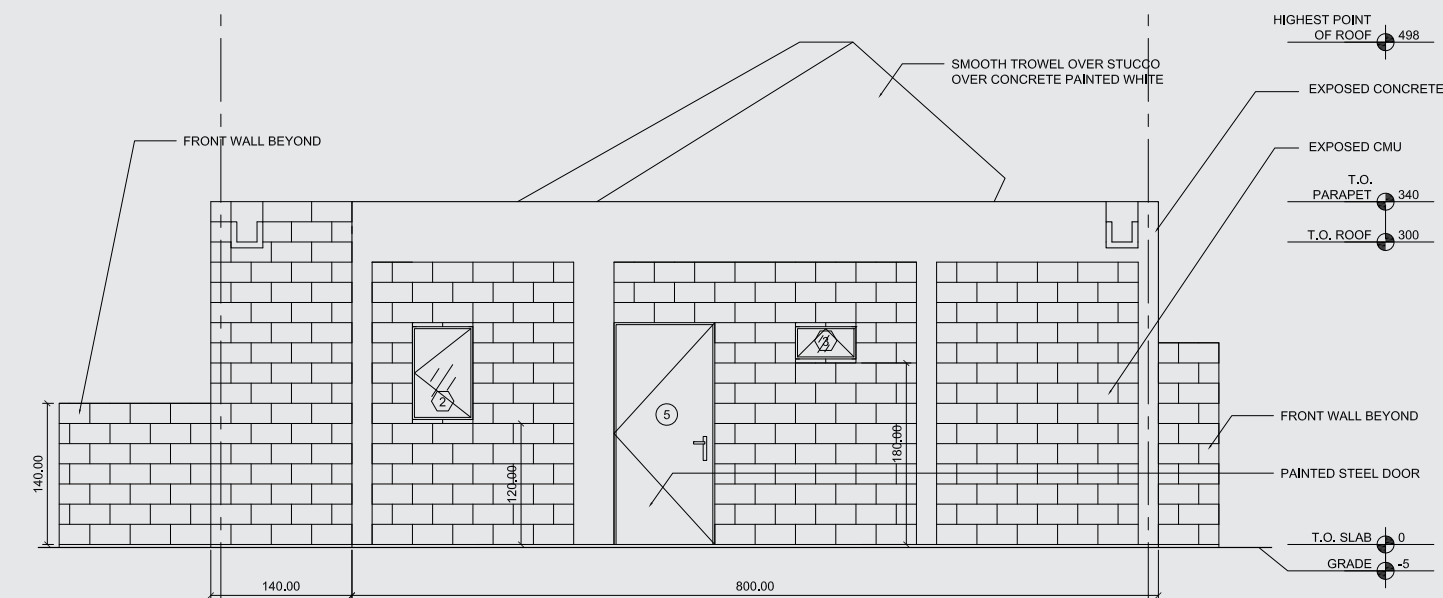 HIGHEST POINT
OF ROOF 498
SMOOTH TROWEL OVER STUCCO
OVER CONCRETE PAINTED WHITE
EXPOSED CONCRETE
FRONT WALL BEYOND
EXPOSED CMU
T.O.
PARAPET 340
T.O. ROOF 300
3
2
5
FRONT WALL BEYOND
180.00
140.00
120.00
PAINTED STEEL DOOR
T.O. SLAB 0
GRADE -5
140.00
800.00